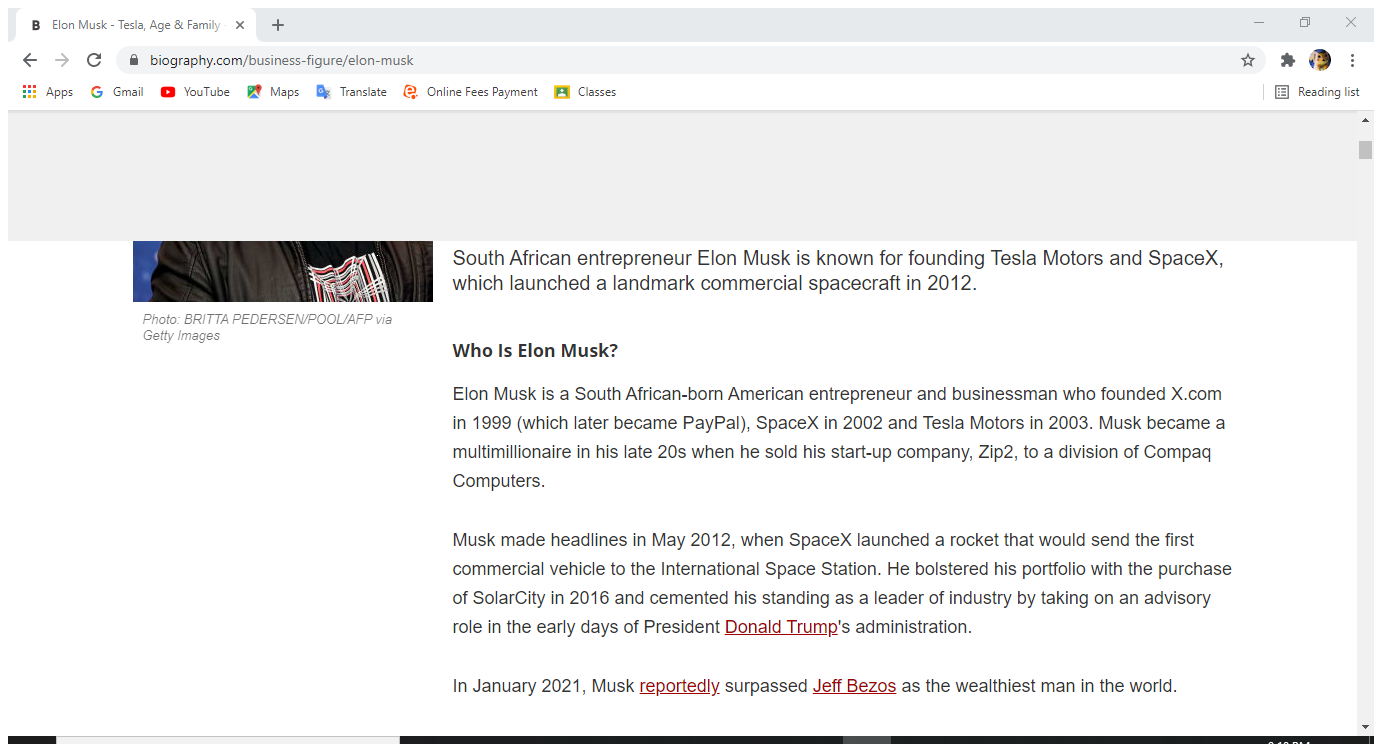 B Elon Musk - Tesla, Age & Family
biography.com/business-figure/elon-musk
Apps Gmail YouTube Maps Translate Online Fees Payment Classes Reading list
South African entrepreneur Elon Musk is known for founding Tesla Motors and SpaceX,
which launched a landmark commercial spacecraft in 2012.
Photo: BRITTA PEDERSEN/POOL/AFP via
Getty Images
Who Is Elon Musk?
Elon Musk is a South African-born American entrepreneur and businessman who founded X.com
in 1999 (which later became PayPal), SpaceX in 2002 and Tesla Motors in 2003. Musk became a
multimillionaire in his late 20s when he sold his start-up company, Zip2, to a division of Compaq
Computers.
Musk made headlines in May 2012, when SpaceX launched a rocket that would send the first
commercial vehicle to the International Space Station. He bolstered his portfolio with the purchase
of SolarCity in 2016 and cemented his standing as a leader of industry by taking on an advisory
role in the early days of President Donald Trump's administration.
In January 2021, Musk reportedly surpassed Jeff Bezos as the wealthiest man in the world.